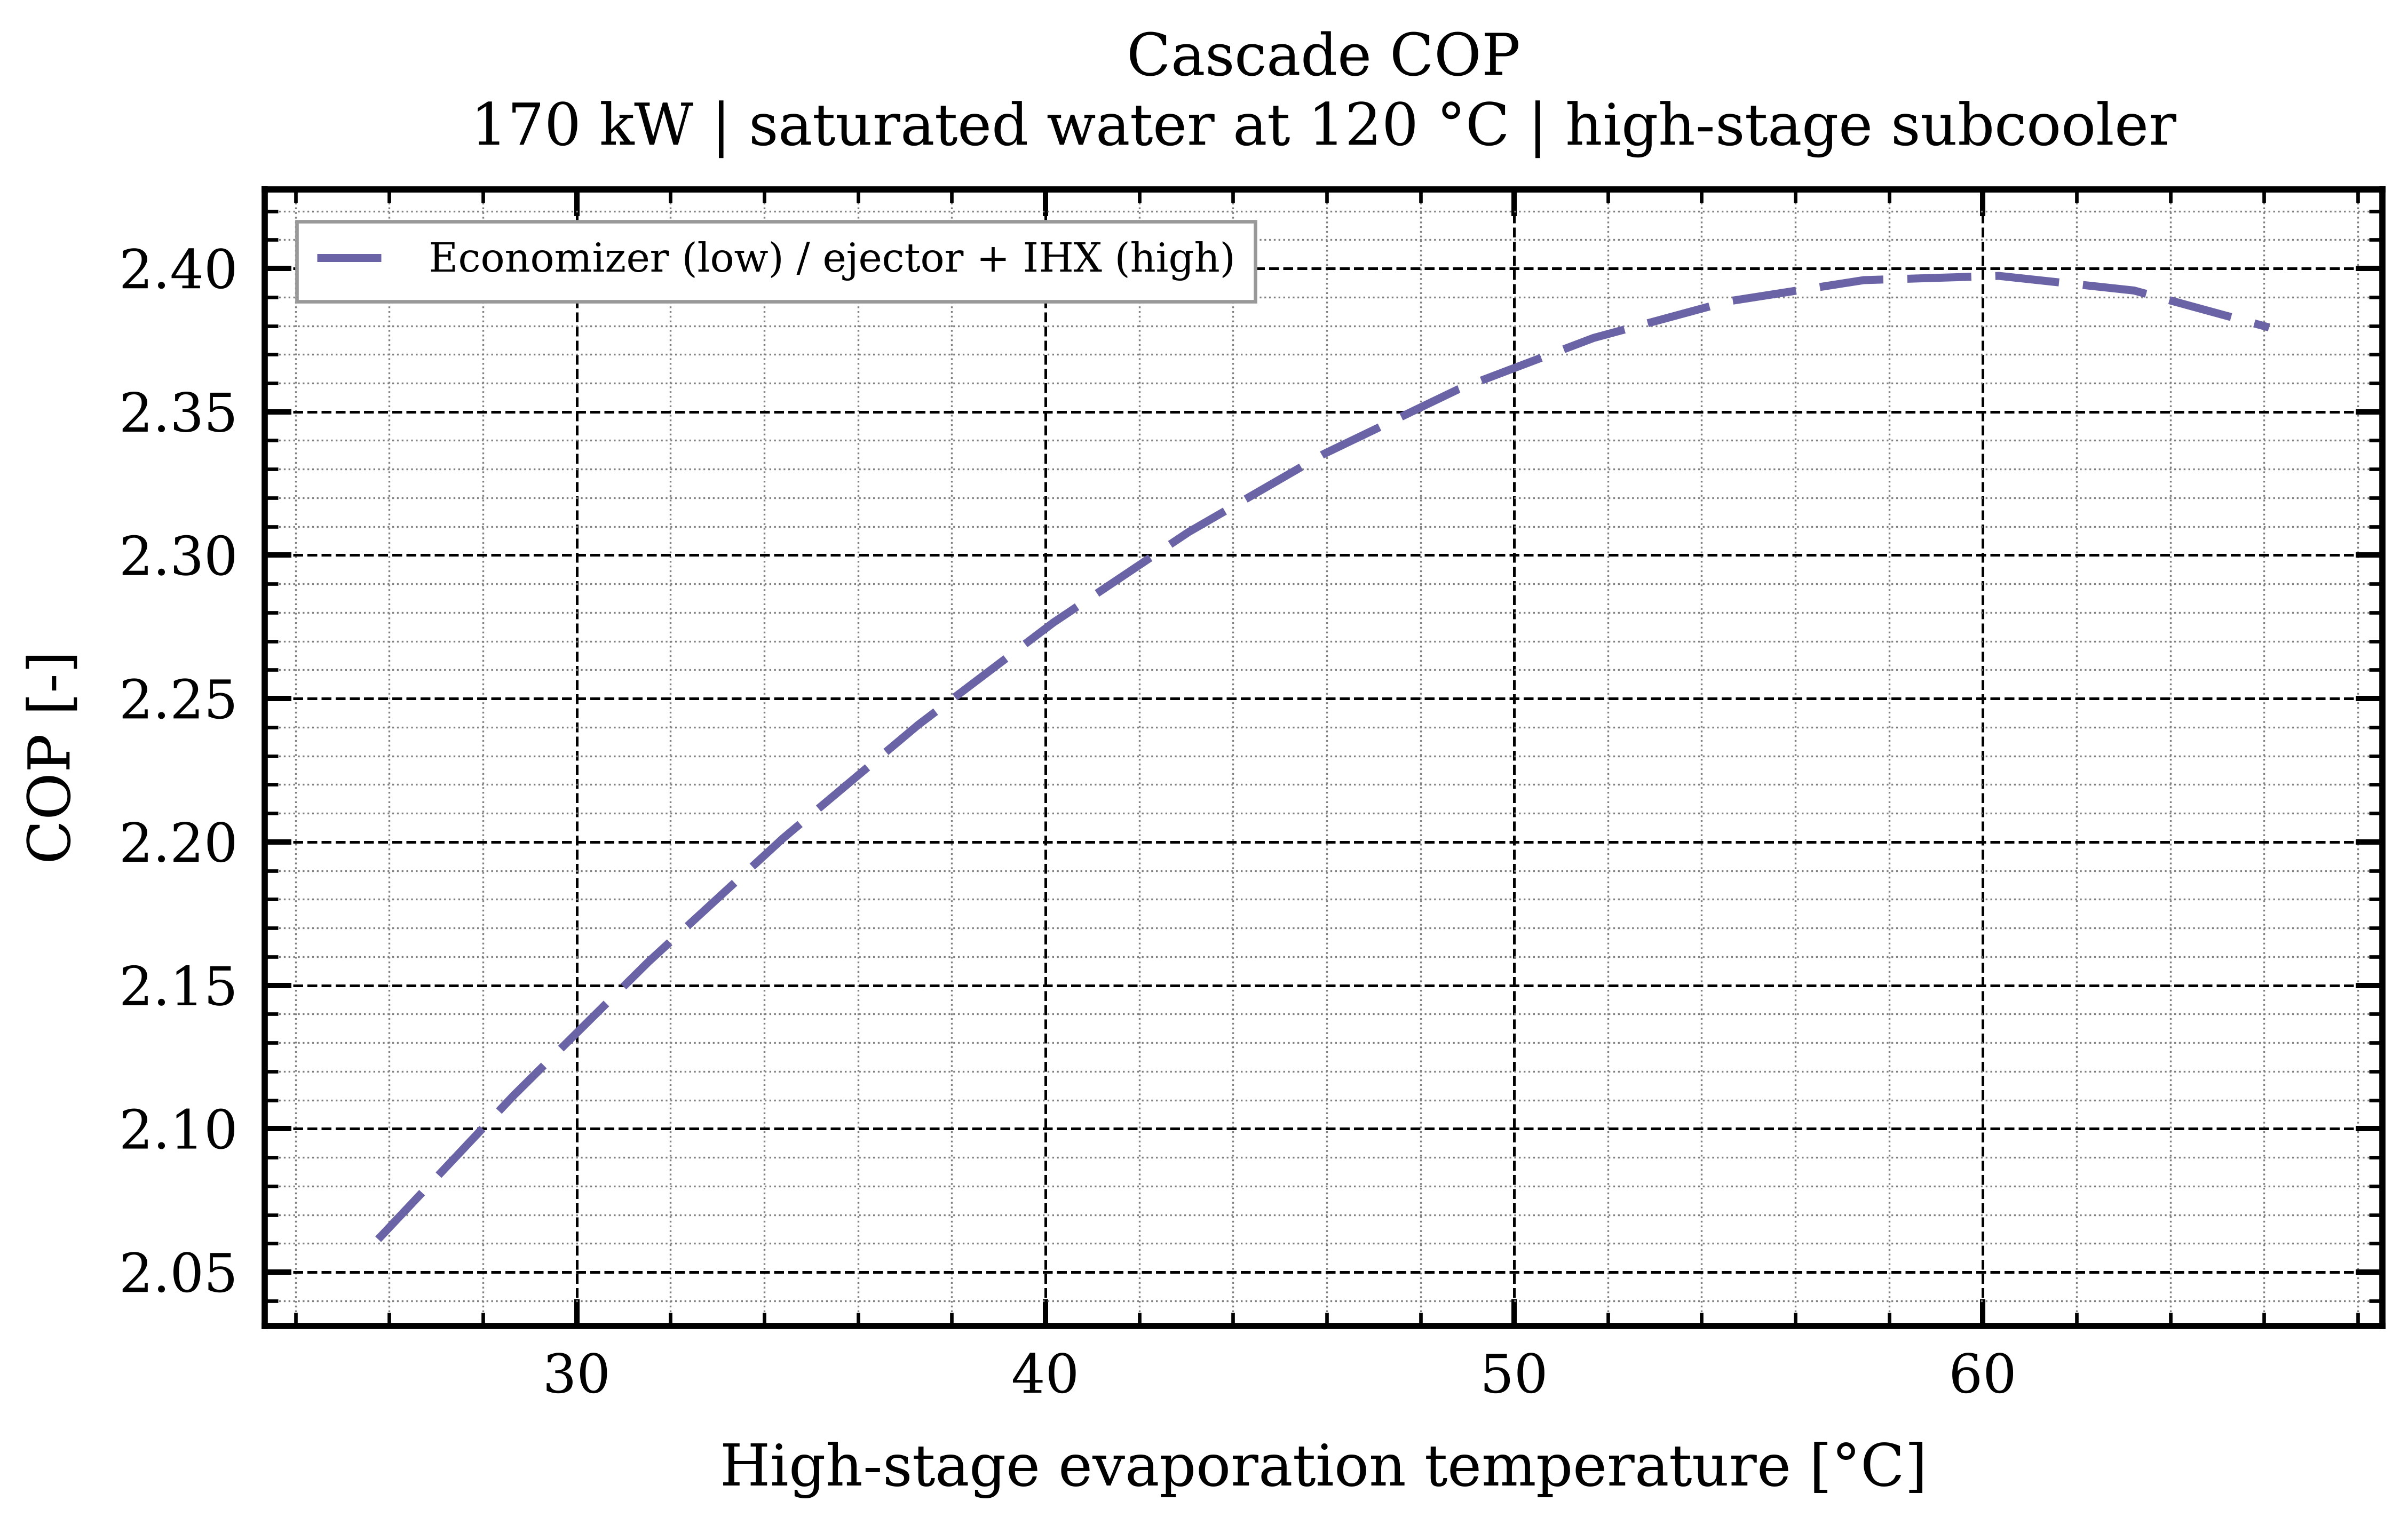 Cascade COP
170 kW | saturated water at 120 °C | high-stage subcooler
Economizer (low) / ejector + IHX (high)
2.40
2.35
2.30
2.25
2.20
2.15
2.10
2.05
COP [-]
30 40 50 60
High-stage evaporation temperature [°C]